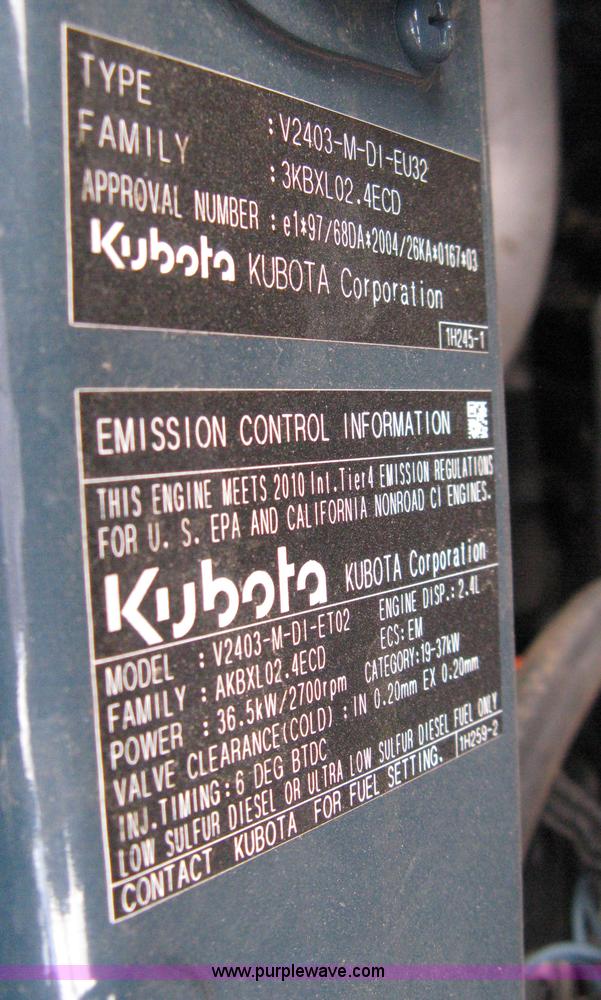 TYPE : V2403-M-DI-EU32
FAMILY : 3KBXL02.4ECD
APPROVAL NUMBER : e1*97/68DA*2004/26KA*0167*03
Kubota KUBOTA Corporation
1H245-1
EMISSION CONTROL INFORMATION
THIS ENGINE MEETS 2010 Int.Tier4 EMISSION REGULATIONS
FOR U. S. EPA AND CALIFORNIA NONROAD CI ENGINES.
Kubota KUBOTA Corporation
MODEL : V2403-M-DI-ET02 ENGINE DISP.: 2.4L
FAMILY : AKBXL02.4ECD ECS: EM
POWER : 36.5kW/2700rpm CATEGORY:19-37kW
VALVE CLEARANCE(COLD) : IN 0.20mm EX 0.20mm
INJ.TIMING:6 DEG BTDC
LOW SULFUR DIESEL OR ULTRA LOW SULFUR DIESEL FUEL ONLY
CONTACT KUBOTA FOR FUEL SETTING. 1H259-2
www.purplewave.com